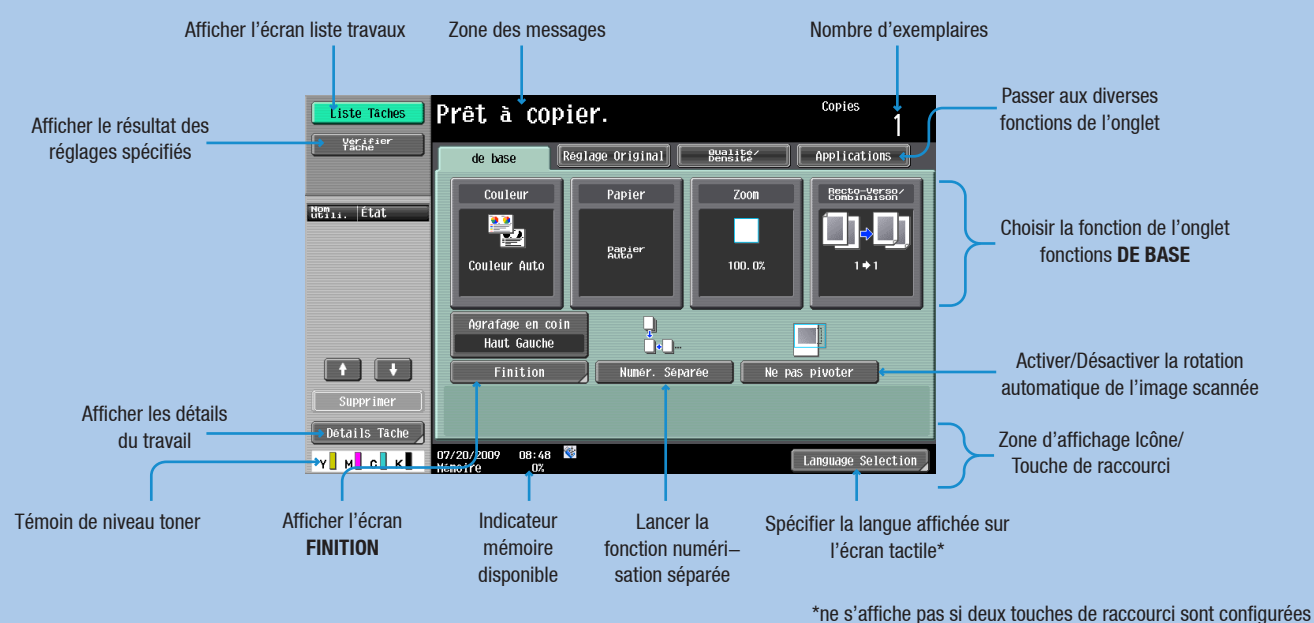 Afficher l'écran liste travaux
Zone des messages
Nombre d'exemplaires
Afficher le résultat des
réglages spécifiés
Passer aux diverses
fonctions de l'onglet
Liste Tâches
Vérifier
Tâche
Prêt à copier.
Copies
1
de base
Réglage Original
Qualité/
Densité
Applications
Nom
utili.
État
Couleur
Couleur Auto
Papier
Papier
Auto
Zoom
100.0%
Recto-Verso/
Combinaison
1➔1
Choisir la fonction de l'onglet
fonctions DE BASE
Agrafage en coin
Haut Gauche
Finition
Numér. Séparée
Ne pas pivoter
Activer/Désactiver la rotation
automatique de l'image scannée
Supprimer
Détails Tâche
Afficher les détails
du travail
Y M C K
07/20/2009 08:48
Mémoire 0%
Language Selection
Zone d'affichage Icône/
Touche de raccourci
Témoin de niveau toner
Afficher l'écran
FINITION
Indicateur
mémoire
disponible
Lancer la
fonction numéri–
sation séparée
Spécifier la langue affichée sur
l'écran tactile*
*ne s'affiche pas si deux touches de raccourci sont configurées